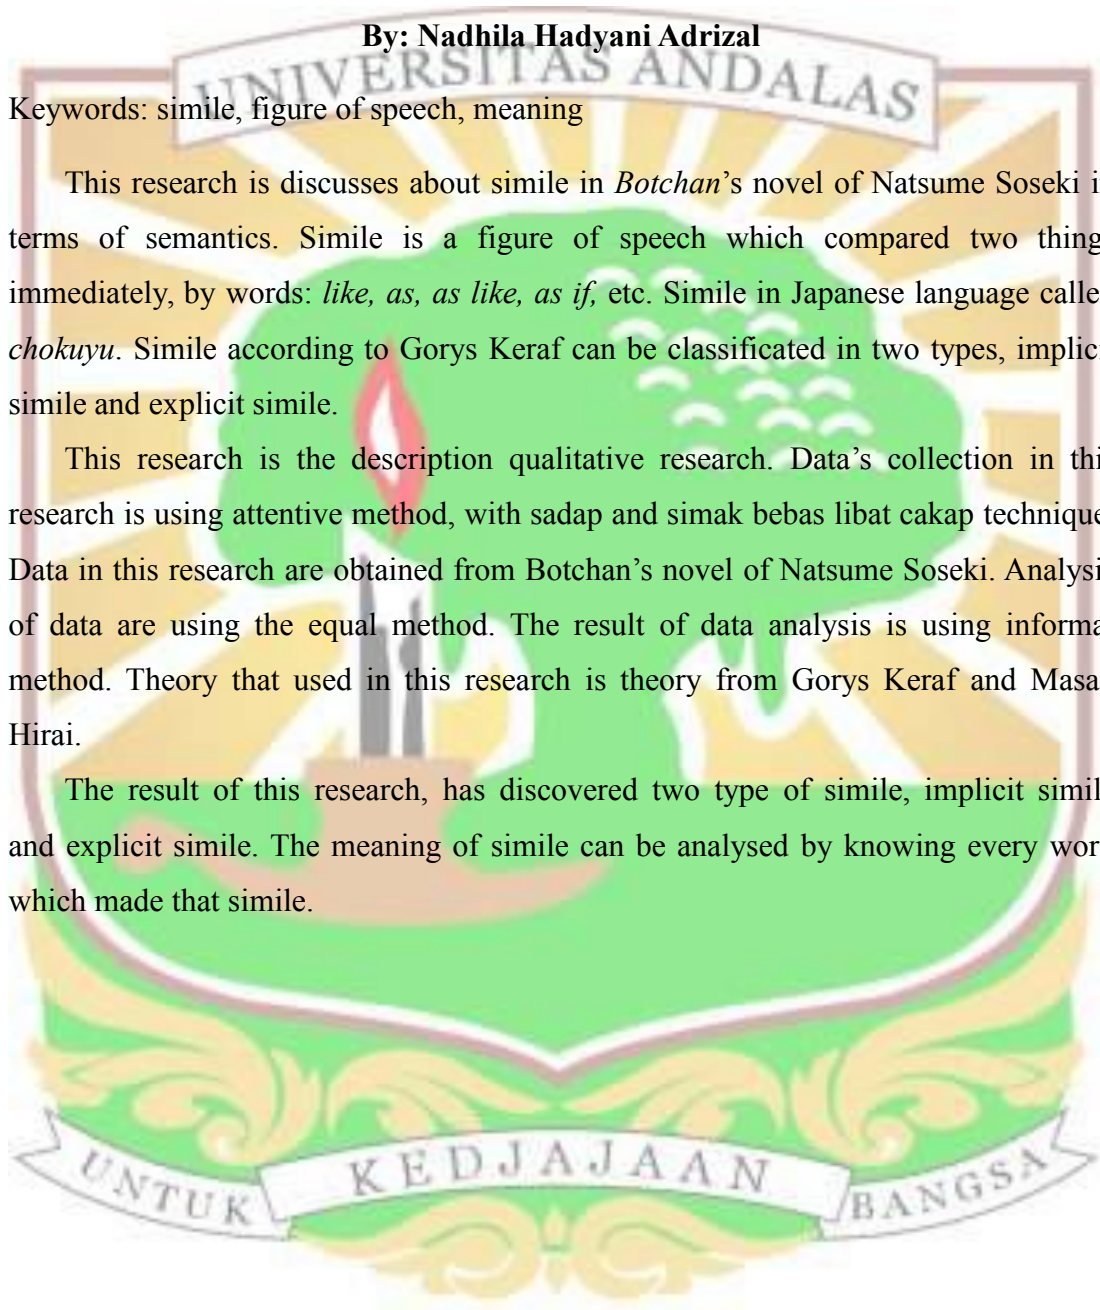 By: Nadhila Hadyani Adrizal
UNIVERSITAS ANDALAS
Keywords: simile, figure of speech, meaning
This research is discusses about simile in Botchan’s novel of Natsume Soseki i
terms of semantics. Simile is a figure of speech which compared two thing
immediately, by words: like, as, as like, as if, etc. Simile in Japanese language calle
chokuyu. Simile according to Gorys Keraf can be classificated in two types, implic
simile and explicit simile.
This research is the description qualitative research. Data’s collection in thi
research is using attentive method, with sadap and simak bebas libat cakap technique
Data in this research are obtained from Botchan’s novel of Natsume Soseki. Analysi
of data are using the equal method. The result of data analysis is using informa
method. Theory that used in this research is theory from Gorys Keraf and Masa
Hirai.
The result of this research, has discovered two type of simile, implicit simil
and explicit simile. The meaning of simile can be analysed by knowing every wor
which made that simile.
UNTUK KEDJAJAAN BANGSA